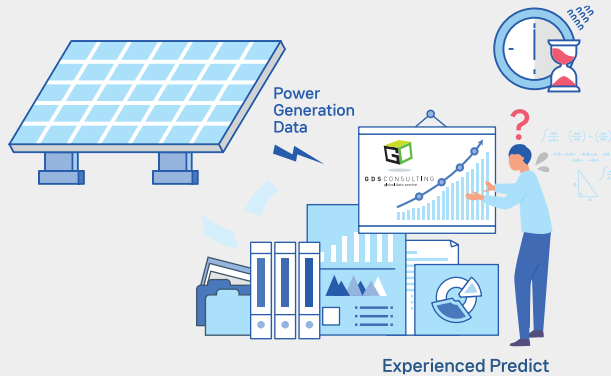 Power
Generation
Data
GDS CONSULTING
global data service
?
Experienced Predict